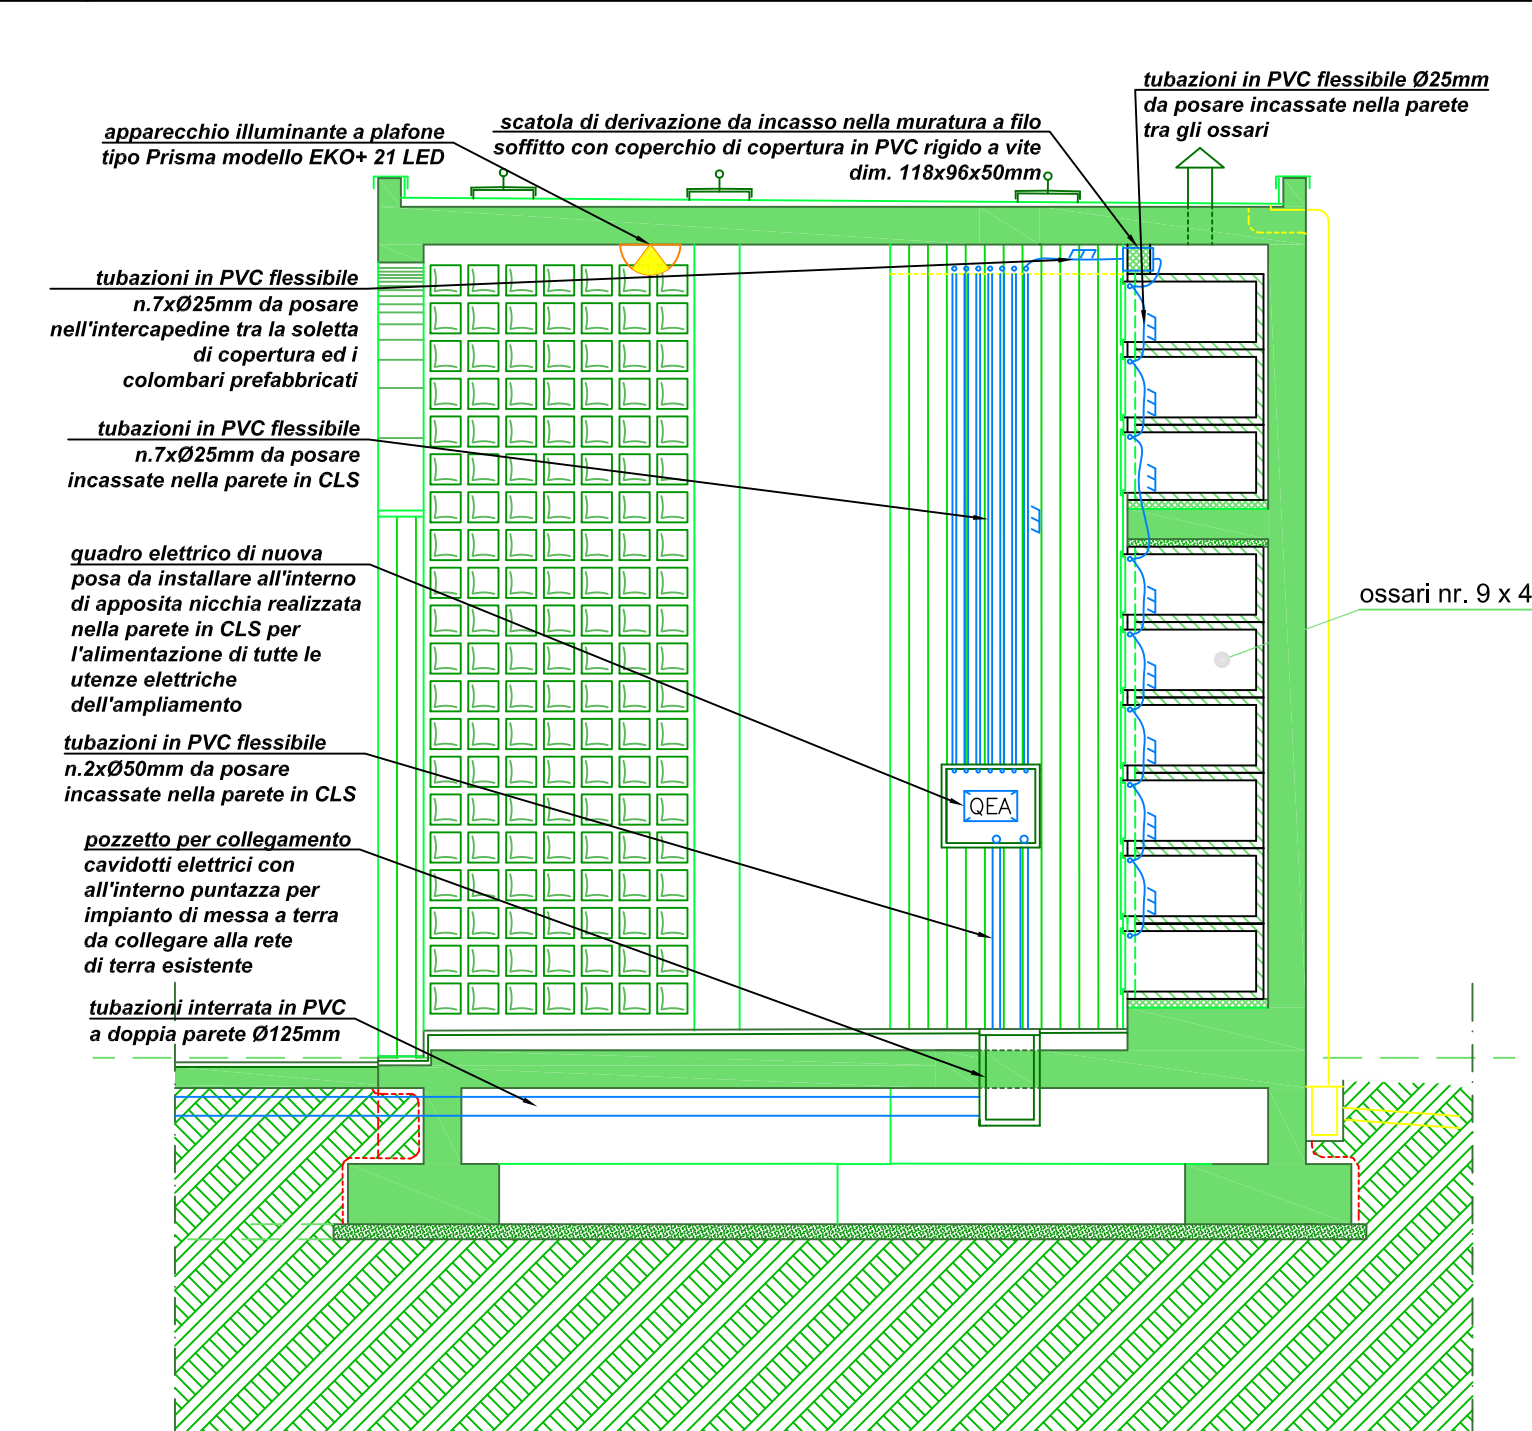 tubazioni in PVC flessibile Ø25mm
da posare incassate nella parete
tra gli ossari
apparecchio illuminante a plafone
tipo Prisma modello EKO+ 21 LED
scatola di derivazione da incasso nella muratura a filo
soffitto con coperchio di copertura in PVC rigido a vite
dim. 118x96x50mm
tubazioni in PVC flessibile
n.7xØ25mm da posare
nell'intercapedine tra la soletta
di copertura ed i
colombari prefabbricati
tubazioni in PVC flessibile
n.7xØ25mm da posare
incassate nella parete in CLS
quadro elettrico di nuova
posa da installare all'interno
di apposita nicchia realizzata
nella parete in CLS per
l'alimentazione di tutte le
utenze elettriche
dell'ampliamento
ossari nr. 9 x 4
tubazioni in PVC flessibile
n.2xØ50mm da posare
incassate nella parete in CLS
QEA
pozzetto per collegamento
cavidotti elettrici con
all'interno puntazza per
impianto di messa a terra
da collegare alla rete
di terra esistente
tubazioni interrata in PVC
a doppia parete Ø125mm